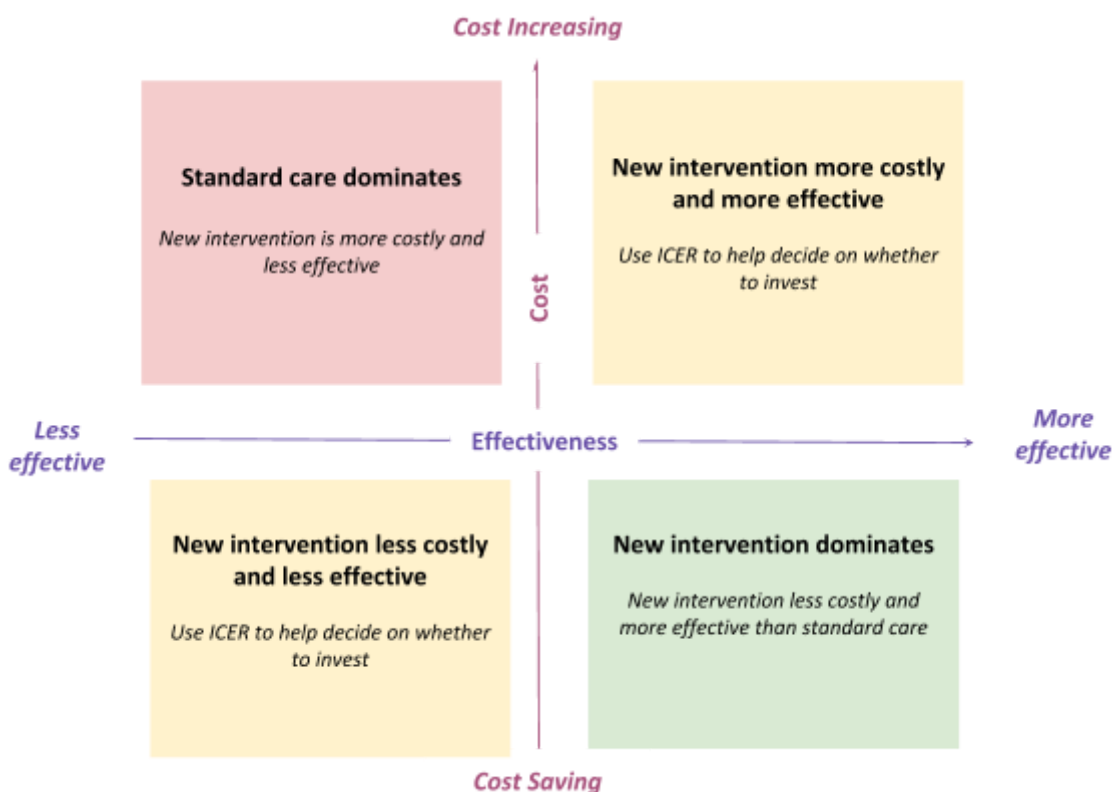 Cost Increasing
Standard care dominates
New intervention is more costly and
less effective
New intervention more costly
and more effective
Use ICER to help decide on whether
to invest
Cost
Less
effective
Effectiveness
More
effective
New intervention less costly
and less effective
Use ICER to help decide on whether
to invest
New intervention dominates
New intervention less costly and
more effective than standard care
Cost Saving